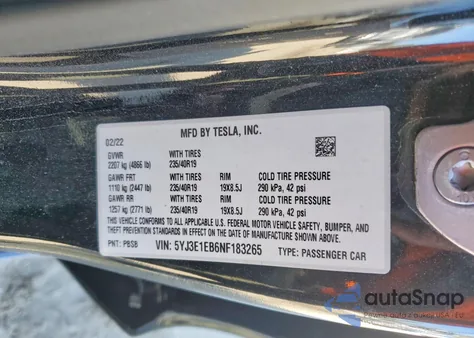 MFD BY TESLA, INC.
02/22
GVWR WITH TIRES
2207 kg (4866 lb) 235/40R19
GAWR FRT WITH TIRES RIM COLD TIRE PRESSURE
1110 kg (2447 lb) 235/40R19 19X8.5J 290 kPa, 42 psi
GAWR RR WITH TIRES RIM COLD TIRE PRESSURE
1257 kg (2771 lb) 235/40R19 19X8.5J 290 kPa, 42 psi
THIS VEHICLE CONFORMS TO ALL APPLICABLE U.S. FEDERAL MOTOR VEHICLE SAFETY, BUMPER, AND
THEFT PREVENTION STANDARDS IN EFFECT ON THE DATE OF MANUFACTURE SHOWN ABOVE.
PNT: PBSB VIN: 5YJ3E1EB6NF183265 TYPE: PASSENGER CAR
autoSnap